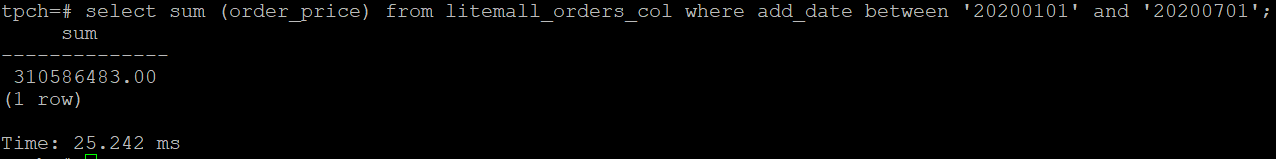 tpch=# select sum (order_price) from litemall_orders_col where add_date between '20200101' and '20200701';
sum
--------------
310586483.00
(1 row)
Time: 25.242 ms